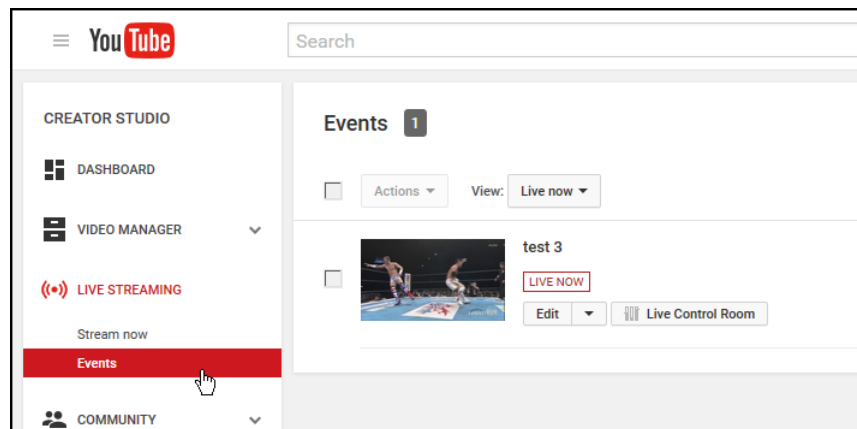 YouTube
Search
CREATOR STUDIO
DASHBOARD
VIDEO MANAGER
LIVE STREAMING
Stream now
Events
COMMUNITY
Events 1
Actions View: Live now
test 3
LIVE NOW
Edit Live Control Room